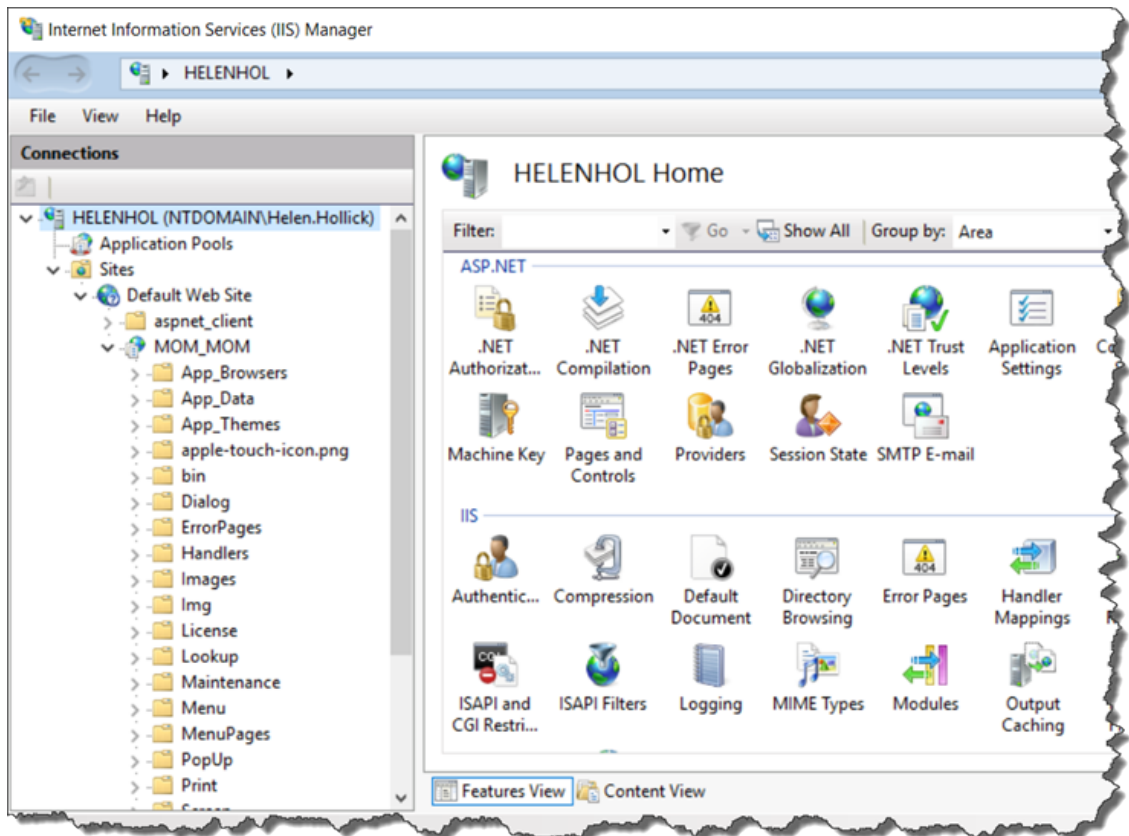 Internet Information Services (IIS) Manager
HELENHOL
File View Help
Connections
HELENHOL (NTDOMAIN\Helen.Hollick)
Application Pools
Sites
Default Web Site
aspnet_client
MOM_MOM
App_Browsers
App_Data
App_Themes
apple-touch-icon.png
bin
Dialog
ErrorPages
Handlers
Images
Img
License
Lookup
Maintenance
Menu
MenuPages
PopUp
Print
HELENHOL Home
Filter: Go Show All Group by: Area
ASP.NET
.NET .NET .NET Error .NET .NET Trust Application
Authorizat... Compilation Pages Globalization Levels Settings
404
Machine Key Pages and Providers Session State SMTP E-mail
Controls
IIS
404
Authentic... Compression Default Directory Error Pages Handler
Document Browsing Mappings
ISAPI and ISAPI Filters Logging MIME Types Modules Output
CGI Restri... Caching
Features View Content View